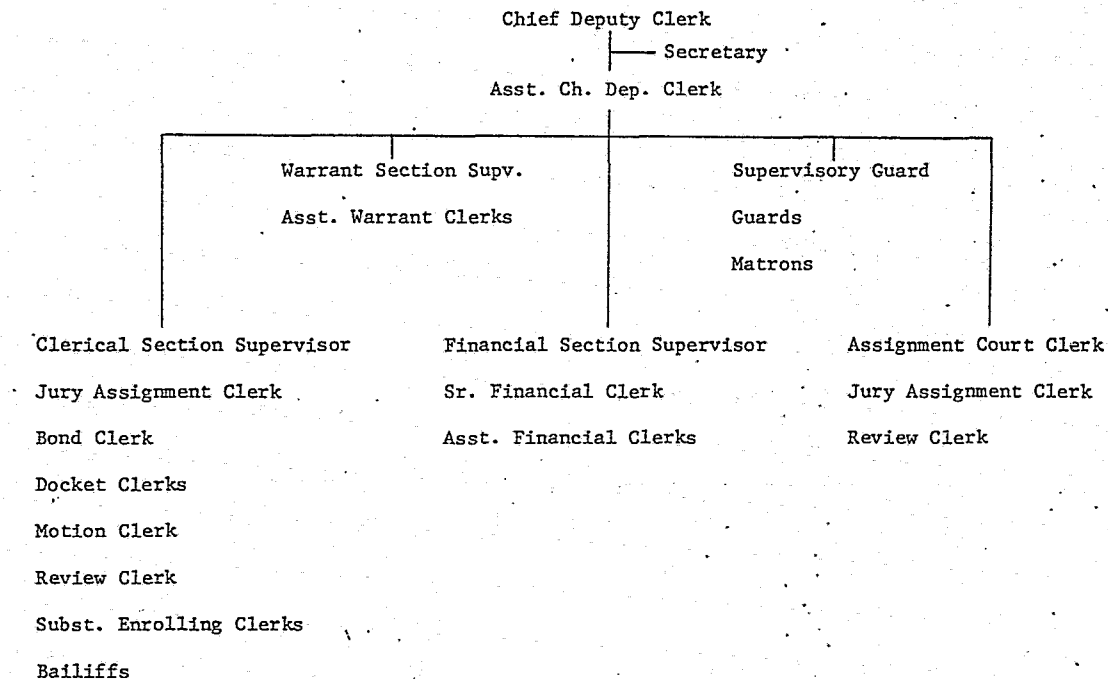 Chief Deputy Clerk
Secretary
Asst. Ch. Dep. Clerk
Warrant Section Supv.
Asst. Warrant Clerks
Supervisory Guard
Guards
Matrons
Clerical Section Supervisor
Jury Assignment Clerk
Bond Clerk
Docket Clerks
Motion Clerk
Review Clerk
Subst. Enrolling Clerks
Bailiffs
Financial Section Supervisor
Sr. Financial Clerk
Asst. Financial Clerks
Assignment Court Clerk
Jury Assignment Clerk
Review Clerk